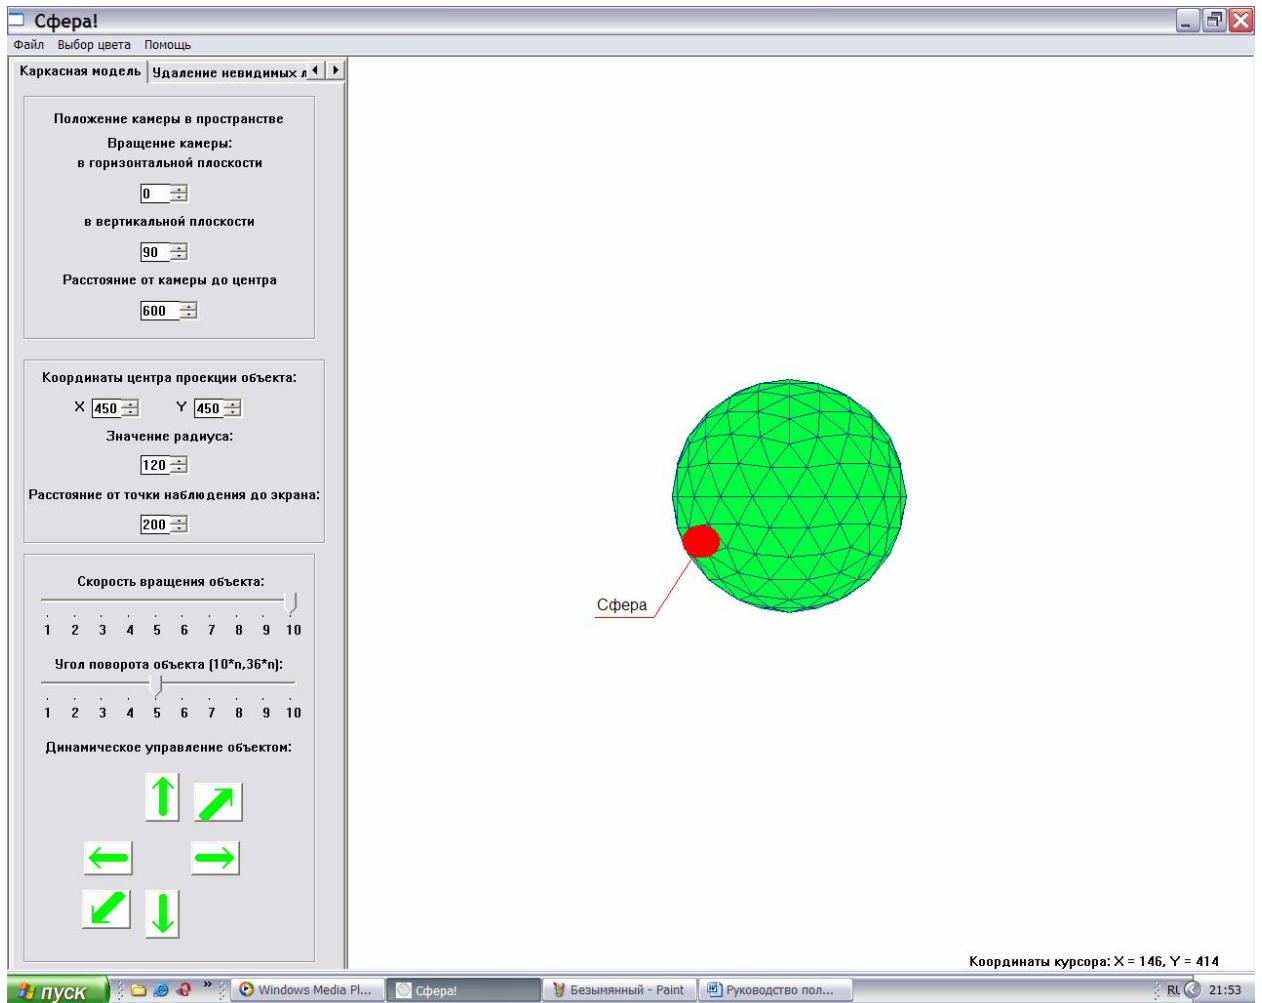 Сфера!
Файл Выбор цвета Помощь
Каркасная модель Удаление невидимых л
Положение камеры в пространстве
Вращение камеры:
в горизонтальной плоскости
0
в вертикальной плоскости
90
Расстояние от камеры до центра
600
Координаты центра проекции объекта:
X 450 Y 450
Значение радиуса:
120
Расстояние от точки наблюдения до экрана:
200
Скорость вращения объекта:
1 2 3 4 5 6 7 8 9 10
Угол поворота объекта (10*n,36*n):
1 2 3 4 5 6 7 8 9 10
Динамическое управление объектом:
Сфера
Координаты курсора: X = 146, Y = 414
пуск » Windows Media Pl... Сфера! Безымянный - Paint Руководство пол... RL 21:53